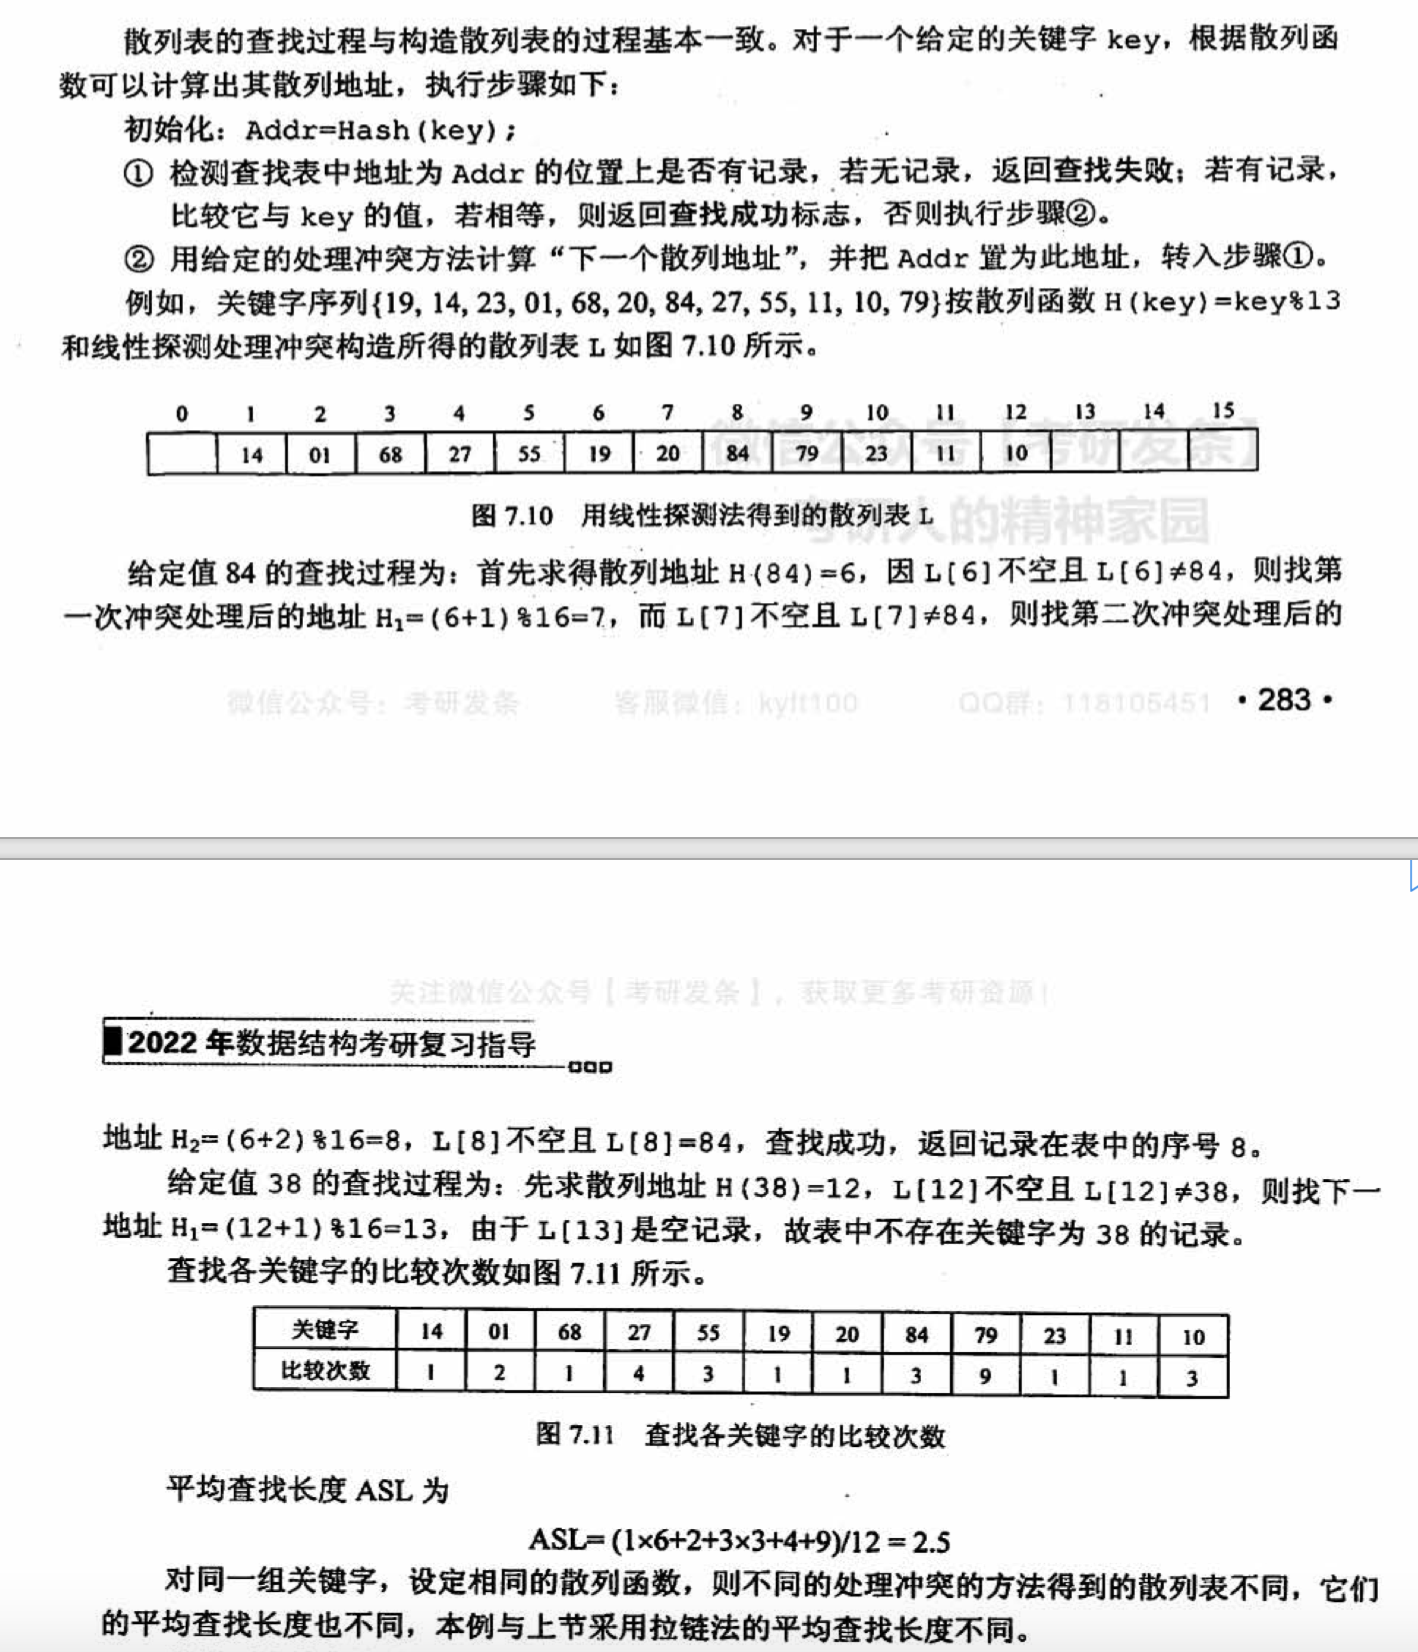 散列表的查找过程与构造散列表的过程基本一致。对于一个给定的关键字 key，根据散列函
数可以计算出其散列地址，执行步骤如下：
初始化：Addr=Hash(key);
① 检测查找表中地址为 Addr 的位置上是否有记录，若无记录，返回查找失败；若有记录，
比较它与 key 的值，若相等，则返回查找成功标志，否则执行步骤②。
② 用给定的处理冲突方法计算“下一个散列地址”，并把 Addr 置为此地址，转入步骤①。
例如，关键字序列{19, 14, 23, 01, 68, 20, 84, 27, 55, 11, 10, 79}按散列函数 H(key)=key%13
和线性探测处理冲突构造所得的散列表 L 如图 7.10 所示。
0 1 2 3 4 5 6 7 8 9 10 11 12 13 14 15
14 01 68 27 55 19 20 84 79 23 11 10
微信公众号【考研发条】
考研人的精神家园
图 7.10 用线性探测法得到的散列表 L
给定值 84 的查找过程为：首先求得散列地址 H(84)=6，因 L[6]不空且 L[6]≠84，则找第
一次冲突处理后的地址 H₁=(6+1)%16=7，而 L[7]不空且 L[7]≠84，则找第二次冲突处理后的
微信公众号：考研发条 客服微信：kyft100 QQ群：118105451 •283•
关注微信公众号【考研发条】，获取更多考研资源！
2022 年数据结构考研复习指导
地址 H₂=(6+2)%16=8，L[8]不空且 L[8]=84，查找成功，返回记录在表中的序号 8。
给定值 38 的查找过程为：先求散列地址 H(38)=12，L[12]不空且 L[12]≠38，则找下一
地址 H₁=(12+1)%16=13，由于 L[13]是空记录，故表中不存在关键字为 38 的记录。
查找各关键字的比较次数如图 7.11 所示。
关键字 14 01 68 27 55 19 20 84 79 23 11 10
比较次数 1 2 1 4 3 1 1 3 9 1 1 3
图 7.11 查找各关键字的比较次数
平均查找长度 ASL 为
ASL= (1×6+2+3×3+4+9)/12 = 2.5
对同一组关键字，设定相同的散列函数，则不同的处理冲突的方法得到的散列表不同，它们
的平均查找长度也不同，本例与上节采用拉链法的平均查找长度不同。